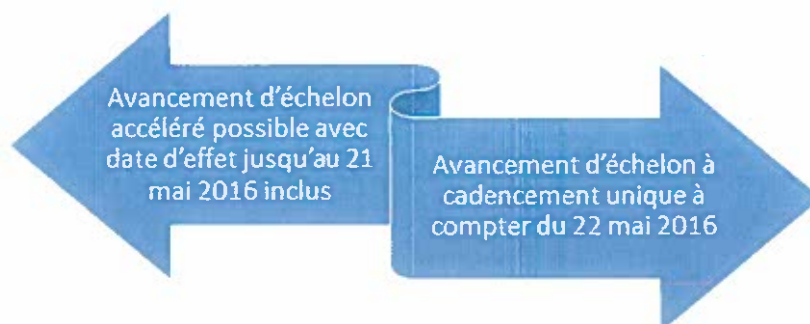 Avancement d'échelon
accéléré possible avec
date d'effet jusqu'au 21
mai 2016 inclus
Avancement d'échelon à
cadencement unique à
compter du 22 mai 2016